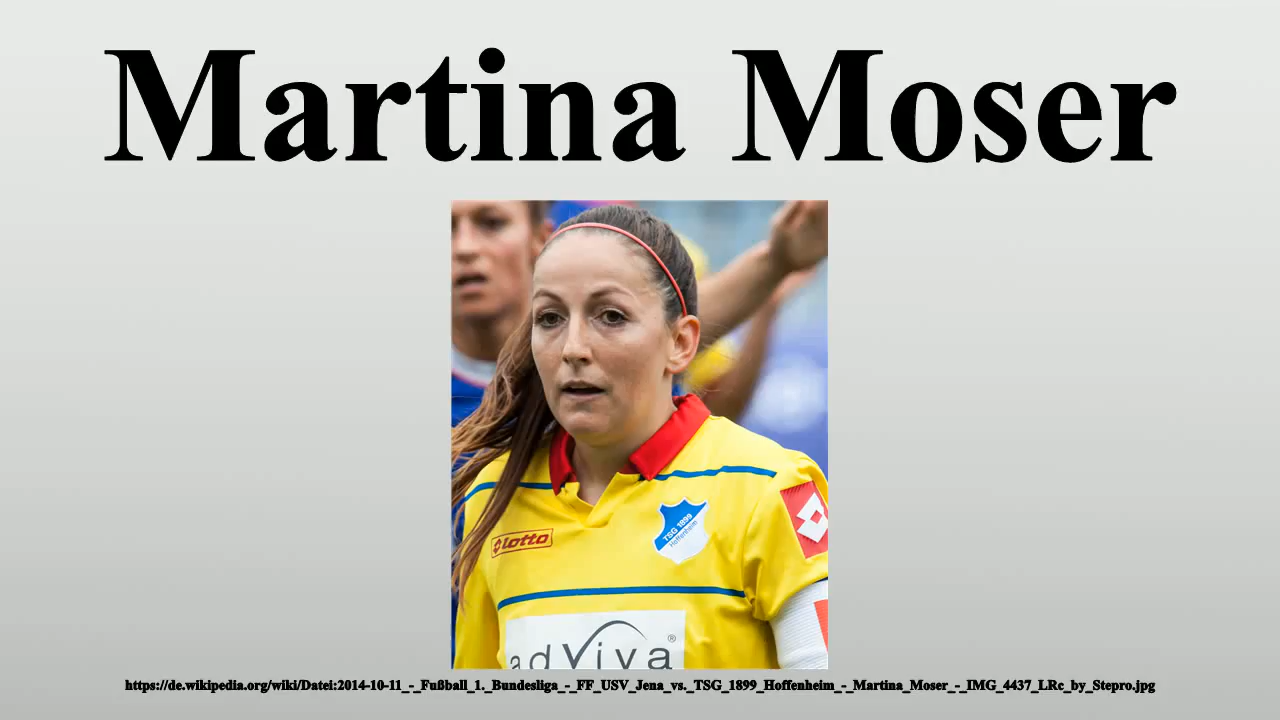 Martina Moser
TSG 1899
Hoffenheim
lotto
adviva®
https://de.wikipedia.org/wiki/Datei:2014-10-11_-_Fußball_1._Bundesliga_-_FF_USV_Jena_vs._TSG_1899_Hoffenheim_-_Martina_Moser_-_IMG_4437_LRc_by_Stepro.jpg